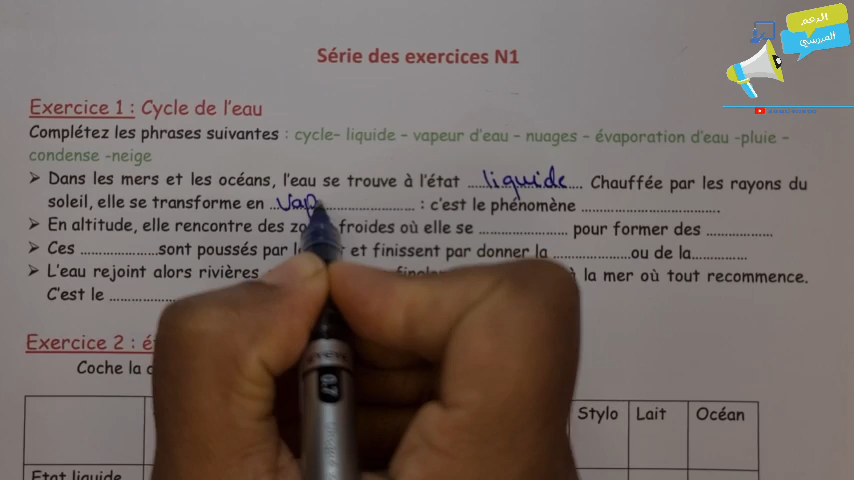 الدعم
المدرسي
Série des exercices N1
Exercice 1 : Cycle de l'eau
Complétez les phrases suivantes : cycle- liquide - vapeur d'eau - nuages - évaporation d'eau -pluie -
condense -neige
➤ Dans les mers et les océans, l'eau se trouve à l'état ...liquide.... Chauffée par les rayons du
soleil, elle se transforme en ...vap........................ : c'est le phénomène ....................................
➤ En altitude, elle rencontre des froides où elle se ....................... pour former des .................
➤ Ces ....................sont poussés par et finissent par donner la ....................ou de la..............
➤ L'eau rejoint alors rivières à la mer où tout recommence.
C'est le ....................
Exercice 2 :
Coche la
Stylo Lait Océan
Etat liquide
0.7